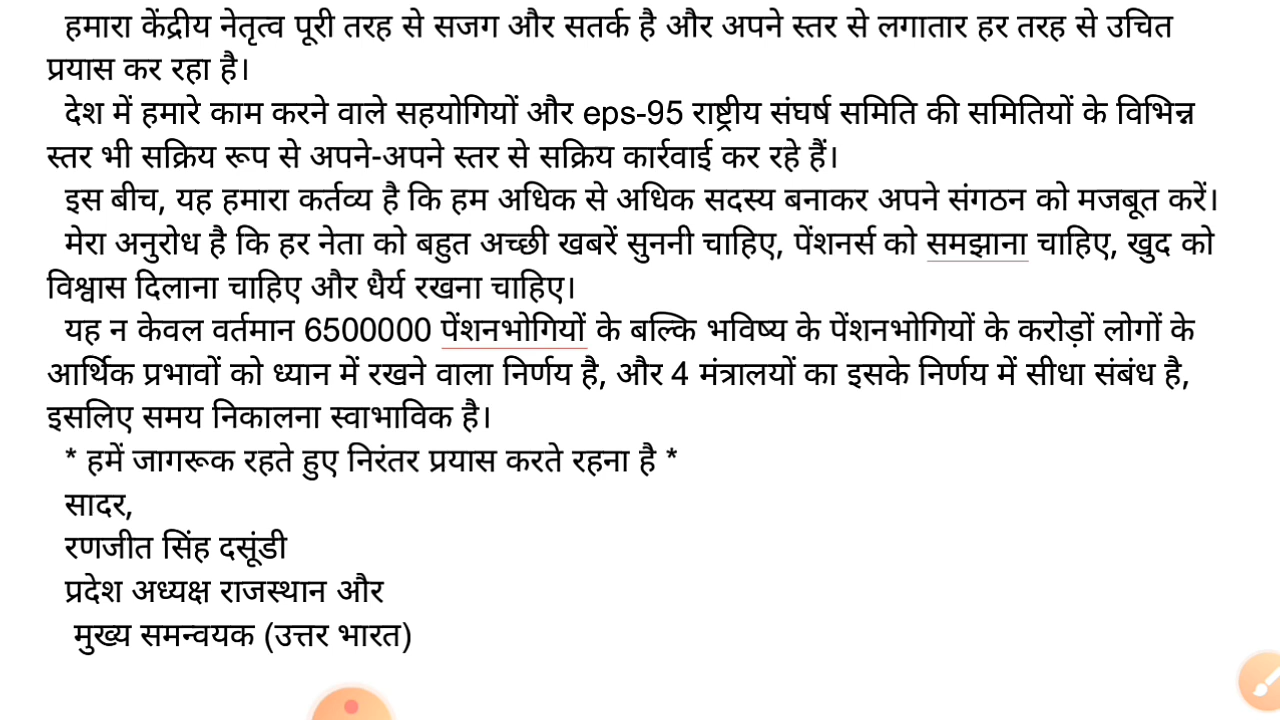 हमारा केंद्रीय नेतृत्व पूरी तरह से सजग और सतर्क है और अपने स्तर से लगातार हर तरह से उचित
प्रयास कर रहा है।
देश में हमारे काम करने वाले सहयोगियों और eps-95 राष्ट्रीय संघर्ष समिति की समितियों के विभिन्न
स्तर भी सक्रिय रूप से अपने-अपने स्तर से सक्रिय कार्रवाई कर रहे हैं।
इस बीच, यह हमारा कर्तव्य है कि हम अधिक से अधिक सदस्य बनाकर अपने संगठन को मजबूत करें।
मेरा अनुरोध है कि हर नेता को बहुत अच्छी खबरें सुननी चाहिए, पेंशनर्स को समझाना चाहिए, खुद को
विश्वास दिलाना चाहिए और धैर्य रखना चाहिए।
यह न केवल वर्तमान 6500000 पेंशनभोगियों के बल्कि भविष्य के पेंशनभोगियों के करोड़ों लोगों के
आर्थिक प्रभावों को ध्यान में रखने वाला निर्णय है, और 4 मंत्रालयों का इसके निर्णय में सीधा संबंध है,
इसलिए समय निकालना स्वाभाविक है।
* हमें जागरूक रहते हुए निरंतर प्रयास करते रहना है *
सादर,
रणजीत सिंह दसूंडी
प्रदेश अध्यक्ष राजस्थान और
मुख्य समन्वयक (उत्तर भारत)